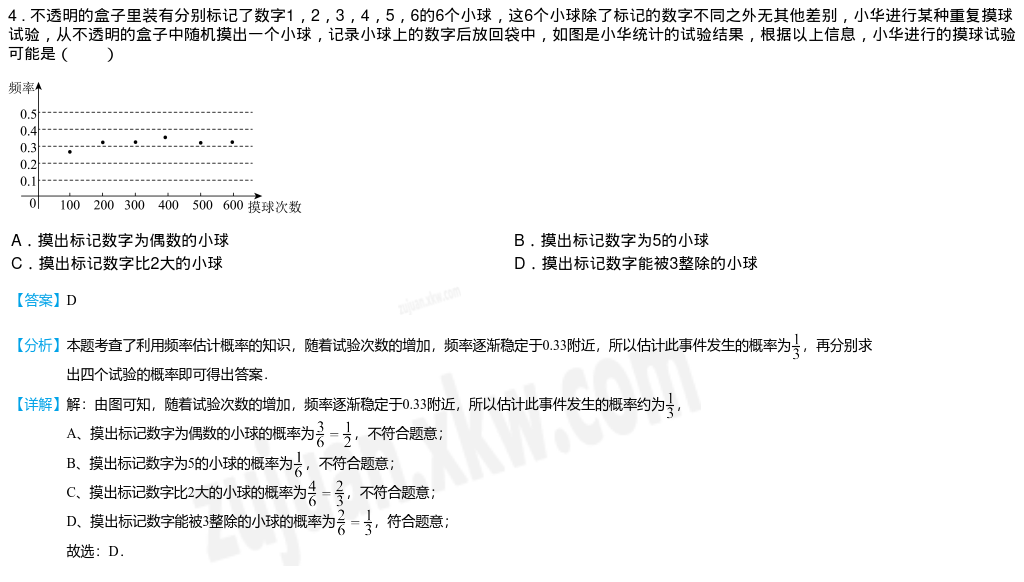 4．不透明的盒子里装有分别标记了数字1，2，3，4，5，6的6个小球，这6个小球除了标记的数字不同之外无其他差别，小华进行某种重复摸球
试验，从不透明的盒子中随机摸出一个小球，记录小球上的数字后放回袋中，如图是小华统计的试验结果，根据以上信息，小华进行的摸球试验
可能是（　　）
频率
0.5
0.4
0.3
0.2
0.1
0 100 200 300 400 500 600 摸球次数
A．摸出标记数字为偶数的小球 B．摸出标记数字为5的小球
C．摸出标记数字比2大的小球 D．摸出标记数字能被3整除的小球
【答案】D
【分析】本题考查了利用频率估计概率的知识，随着试验次数的增加，频率逐渐稳定于0.33附近，所以估计此事件发生的概率为1/3，再分别求
出四个试验的概率即可得出答案．
【详解】解：由图可知，随着试验次数的增加，频率逐渐稳定于0.33附近，所以估计此事件发生的概率约为1/3，
A、摸出标记数字为偶数的小球的概率为3/6 = 1/2，不符合题意；
B、摸出标记数字为5的小球的概率为1/6，不符合题意；
C、摸出标记数字比2大的小球的概率为4/6 = 2/3，不符合题意；
D、摸出标记数字能被3整除的小球的概率为2/6 = 1/3，符合题意；
故选：D．
zujuan.xkw.com
zujuan.xkw.com